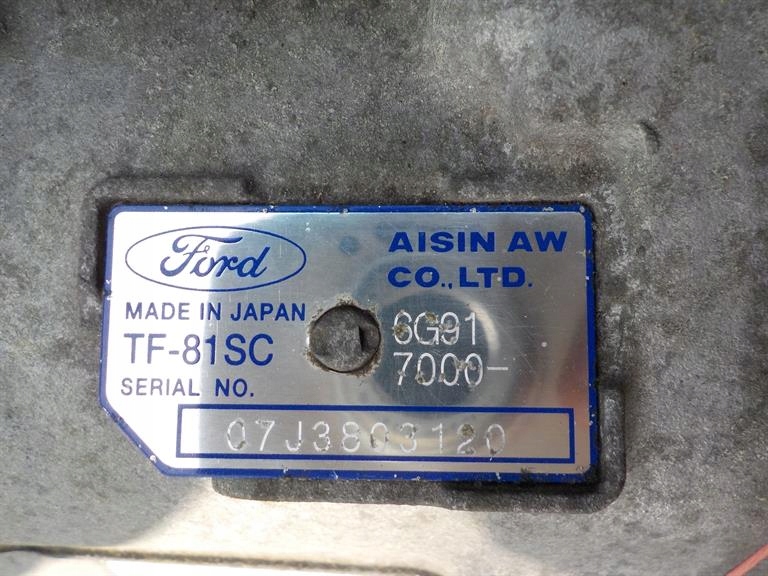 Ford
AISIN AW
CO.,LTD.
MADE IN JAPAN
TF-81SC
6G91
7000-
SERIAL NO.
07J3803120